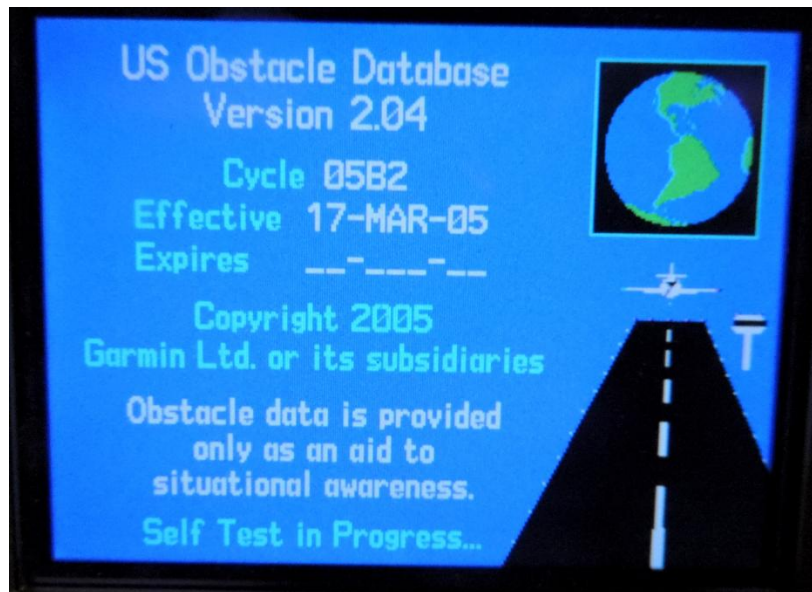 US Obstacle Database
Version 2.04
Cycle 05B2
Effective 17-MAR-05
Expires __-___-__
Copyright 2005
Garmin Ltd. or its subsidiaries
Obstacle data is provided
only as an aid to
situational awareness.
Self Test in Progress...